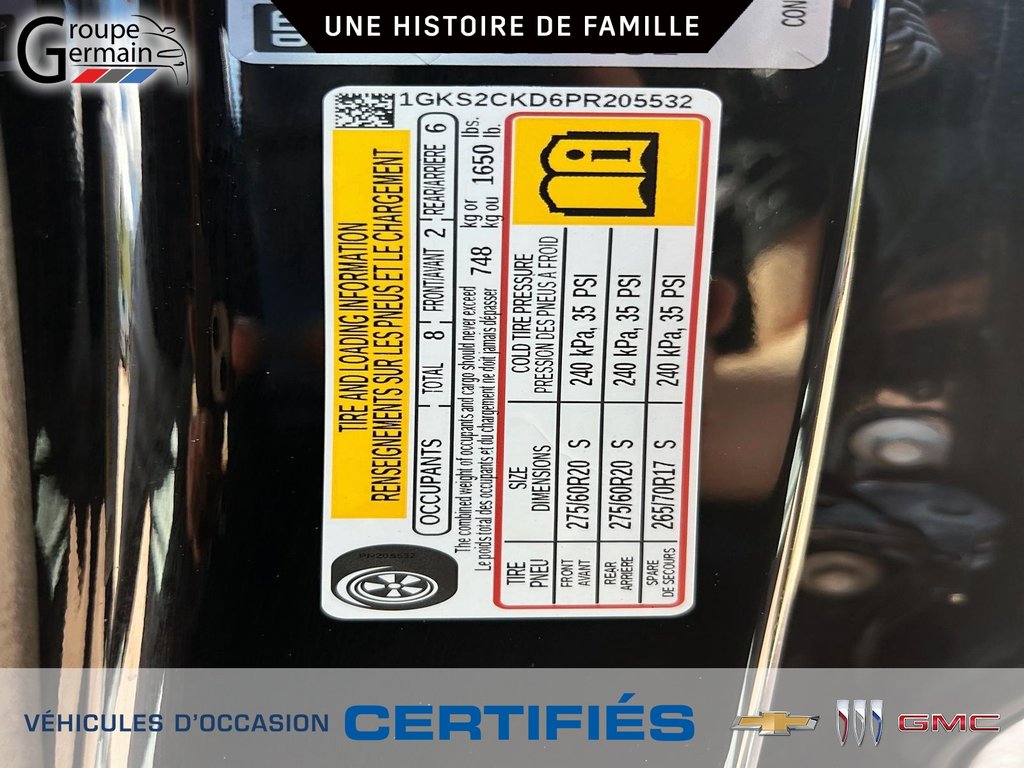 Groupe
Germain
UNE HISTOIRE DE FAMILLE
CON
1GKS2CKD6PR205532
TIRE AND LOADING INFORMATION
RENSEIGNEMENTS SUR LES PNEUS ET LE CHARGEMENT
OCCUPANTS TOTAL 8 FRONT/AVANT 2 REAR/ARRIÈRE 6
The combined weight of occupants and cargo should never exceed 748 kg or 1650 lbs.
Le poids total des occupants et du chargement ne doit jamais dépasser kg ou lb.
TIRE SIZE COLD TIRE PRESSURE
PNEU DIMENSIONS PRESSION DES PNEUS À FROID
FRONT
AVANT 275/60R20 S 240 kPa, 35 PSI
REAR
ARRIÈRE 275/60R20 S 240 kPa, 35 PSI
SPARE
DE SECOURS 265/70R17 S 240 kPa, 35 PSI
PR205532
VÉHICULES D'OCCASION CERTIFIÉS
GMC